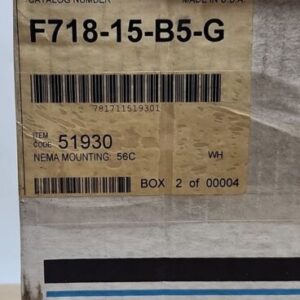 CATALOG NUMBER MADE IN U.S.A.
F718-15-B5-G
781711519301
ITEM
CODE 51930
NEMA MOUNTING: 56C WH
BOX 2 of 00004